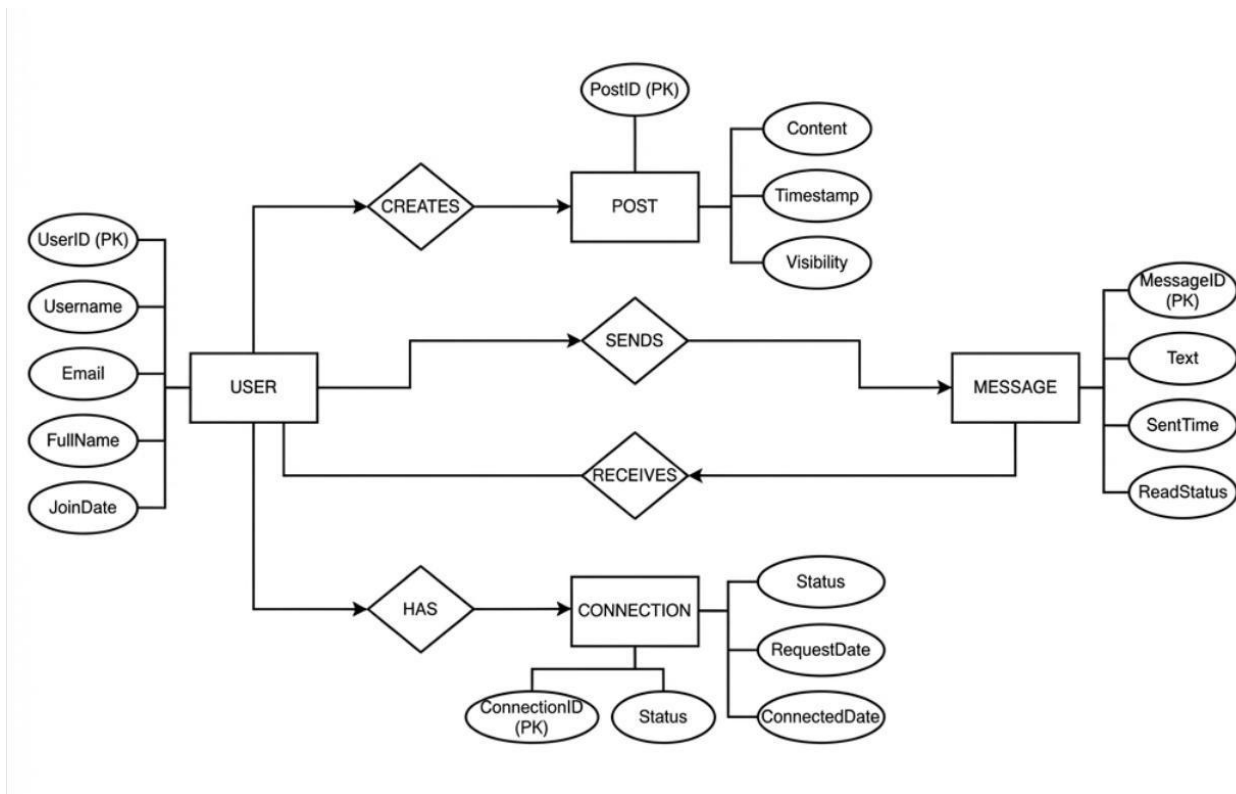 PostID (PK)
Content
CREATES
POST
Timestamp
UserID (PK)
Visibility
Username
MessageID
(PK)
SENDS
Text
Email
USER
MESSAGE
SentTime
FullName
RECEIVES
ReadStatus
JoinDate
Status
HAS
CONNECTION
RequestDate
ConnectionID
(PK)
Status
ConnectedDate